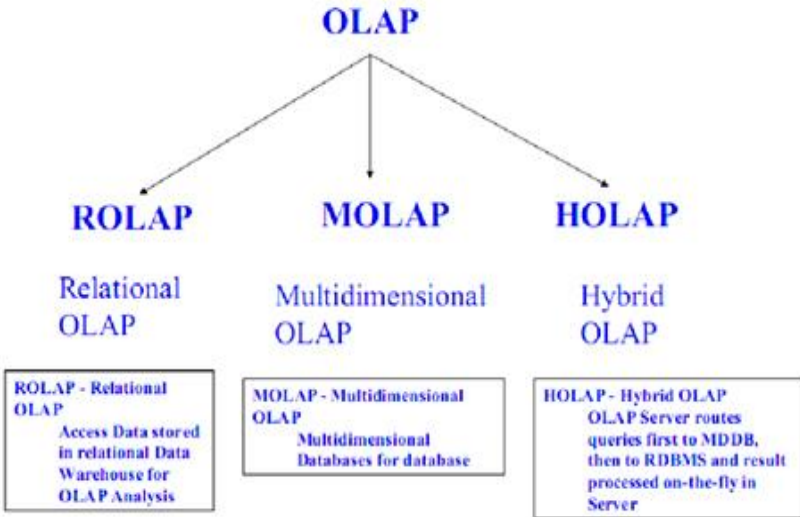 OLAP
ROLAP
MOLAP
HOLAP
Relational
OLAP
Multidimensional
OLAP
Hybrid
OLAP
ROLAP - Relational
OLAP
Access Data stored
in relational Data
Warehouse for
OLAP Analysis
MOLAP - Multidimensional
OLAP
Multidimensional
Databases for database
HOLAP - Hybrid OLAP
OLAP Server routes
queries first to MDDB,
then to RDBMS and result
processed on-the-fly in
Server